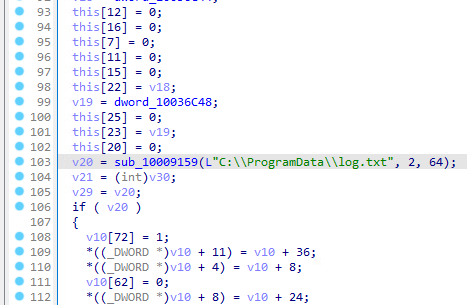 93 this[12] = 0;
94 this[16] = 0;
95 this[7] = 0;
96 this[11] = 0;
97 this[15] = 0;
98 this[22] = v18;
99 v19 = dword_10036C48;
100 this[25] = 0;
101 this[23] = v19;
102 this[20] = 0;
103 v20 = sub_10009159(L"C:\\ProgramData\\log.txt", 2, 64);
104 v21 = (int)v30;
105 v29 = v20;
106 if ( v20 )
107 {
108 v10[72] = 1;
109 *((_DWORD *)v10 + 11) = v10 + 36;
110 *((_DWORD *)v10 + 4) = v10 + 8;
111 v10[62] = 0;
112 *((_DWORD *)v10 + 8) = v10 + 24;